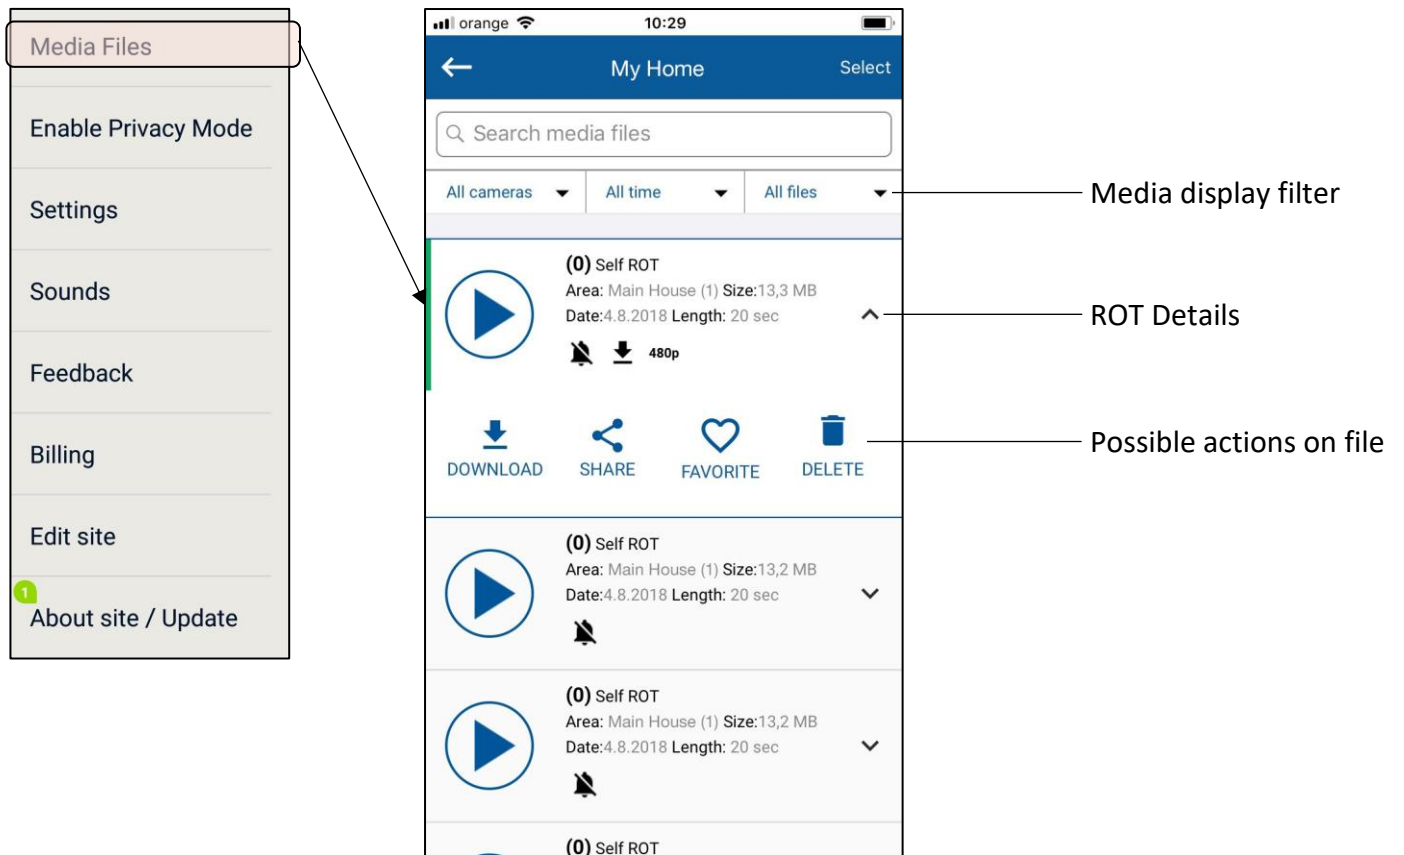 Media Files
Enable Privacy Mode
Settings
Sounds
Feedback
Billing
Edit site
1
About site / Update
orange 10:29
My Home Select
Search media files
All cameras All time All files
Media display filter
(0) Self ROT
Area: Main House (1) Size:13,3 MB
Date:4.8.2018 Length: 20 sec
480p
ROT Details
DOWNLOAD SHARE FAVORITE DELETE
Possible actions on file
(0) Self ROT
Area: Main House (1) Size:13,2 MB
Date:4.8.2018 Length: 20 sec
(0) Self ROT
Area: Main House (1) Size:13,2 MB
Date:4.8.2018 Length: 20 sec
(0) Self ROT